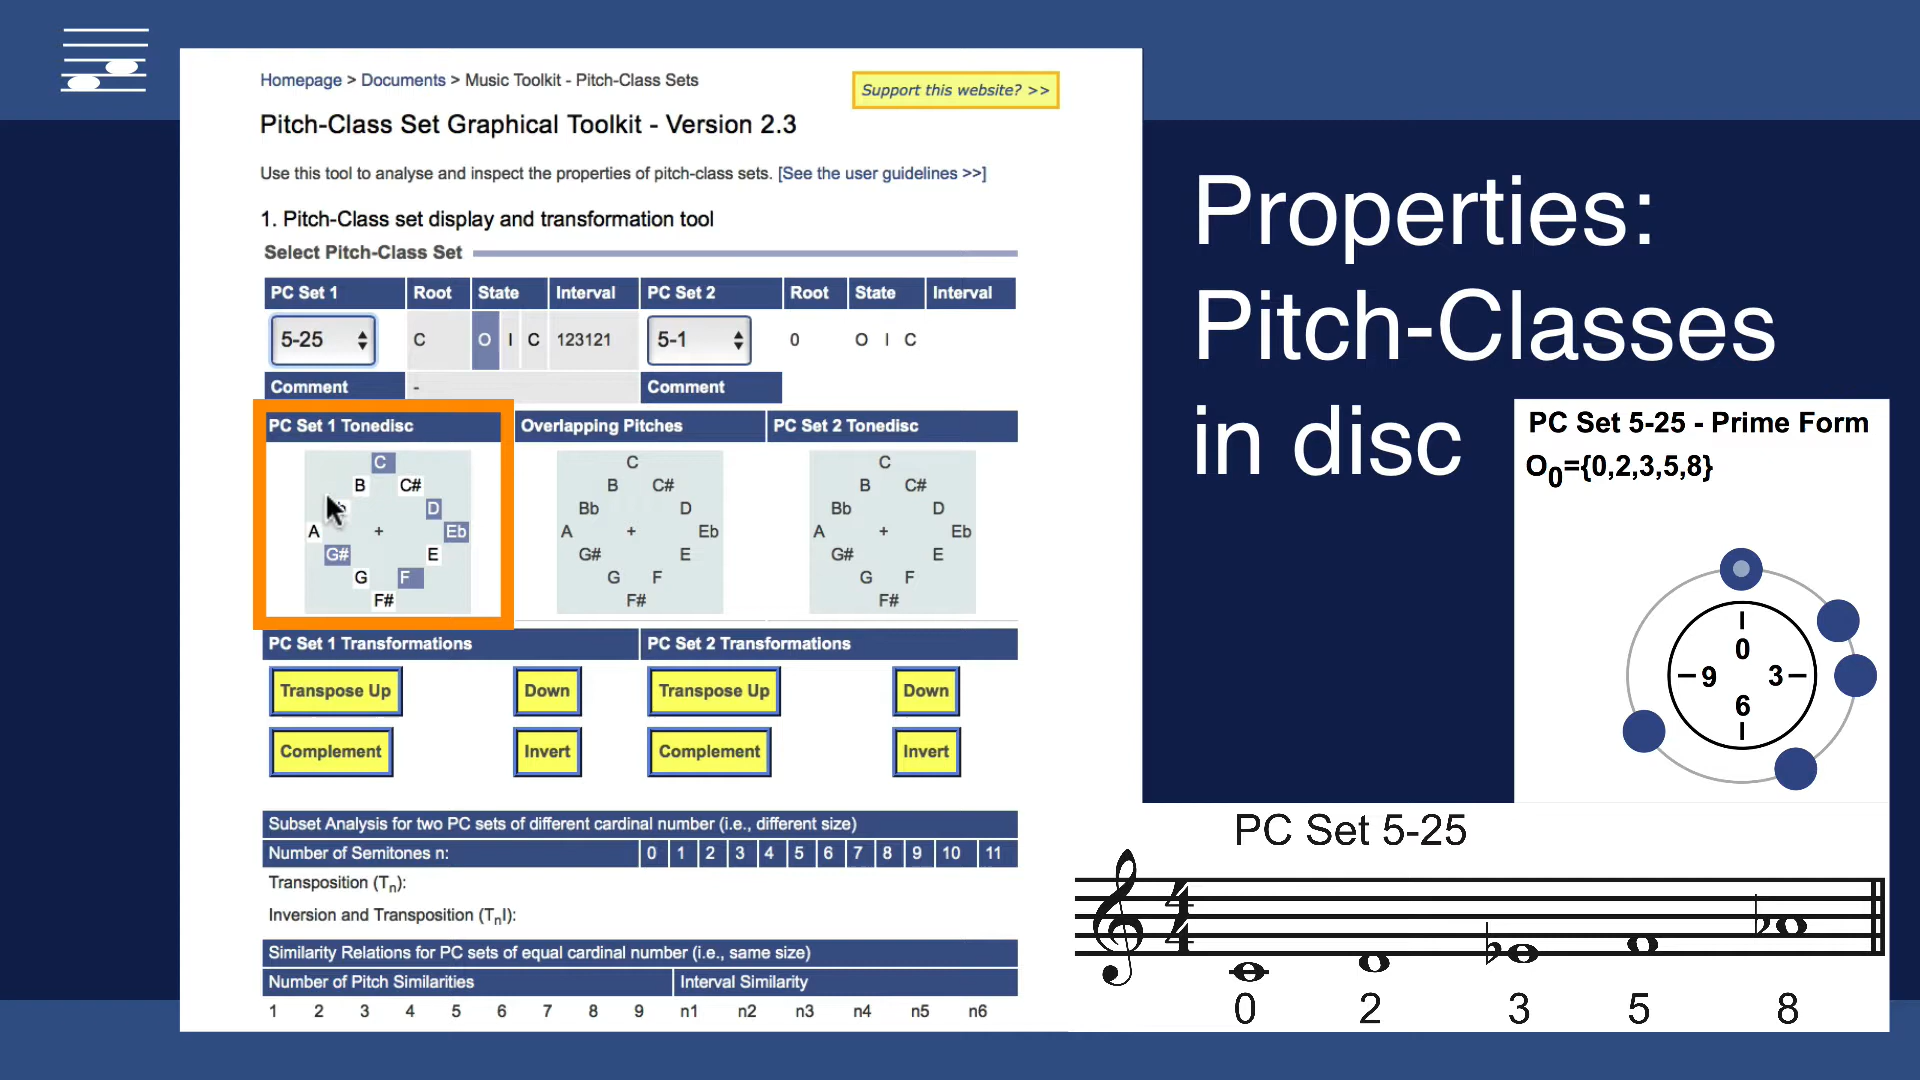 Homepage > Documents > Music Toolkit - Pitch-Class Sets
Support this website? >>
Pitch-Class Set Graphical Toolkit - Version 2.3
Use this tool to analyse and inspect the properties of pitch-class sets. [See the user guidelines >>]
1. Pitch-Class set display and transformation tool
Select Pitch-Class Set
PC Set 1 Root State Interval PC Set 2 Root State Interval
5-25 C O I C 123121 5-1 0 O I C
Comment - Comment
PC Set 1 Tonedisc Overlapping Pitches PC Set 2 Tonedisc
C C C
B C# B C# B C#
D Bb D Bb D
A + Eb A + Eb A + Eb
G# E G# E G# E
G F G F G F
F# F# F#
PC Set 1 Transformations PC Set 2 Transformations
Transpose Up Down Transpose Up Down
Complement Invert Complement Invert
Subset Analysis for two PC sets of different cardinal number (i.e., different size)
Number of Semitones n: 0 1 2 3 4 5 6 7 8 9 10 11
Transposition (Tn):
Inversion and Transposition (TnI):
Similarity Relations for PC sets of equal cardinal number (i.e., same size)
Number of Pitch Similarities Interval Similarity
1 2 3 4 5 6 7 8 9 n1 n2 n3 n4 n5 n6
Properties:
Pitch-Classes
in disc
PC Set 5-25 - Prime Form
O0={0,2,3,5,8}
0
9 3
6
PC Set 5-25
4
4
0 2 3 5 8